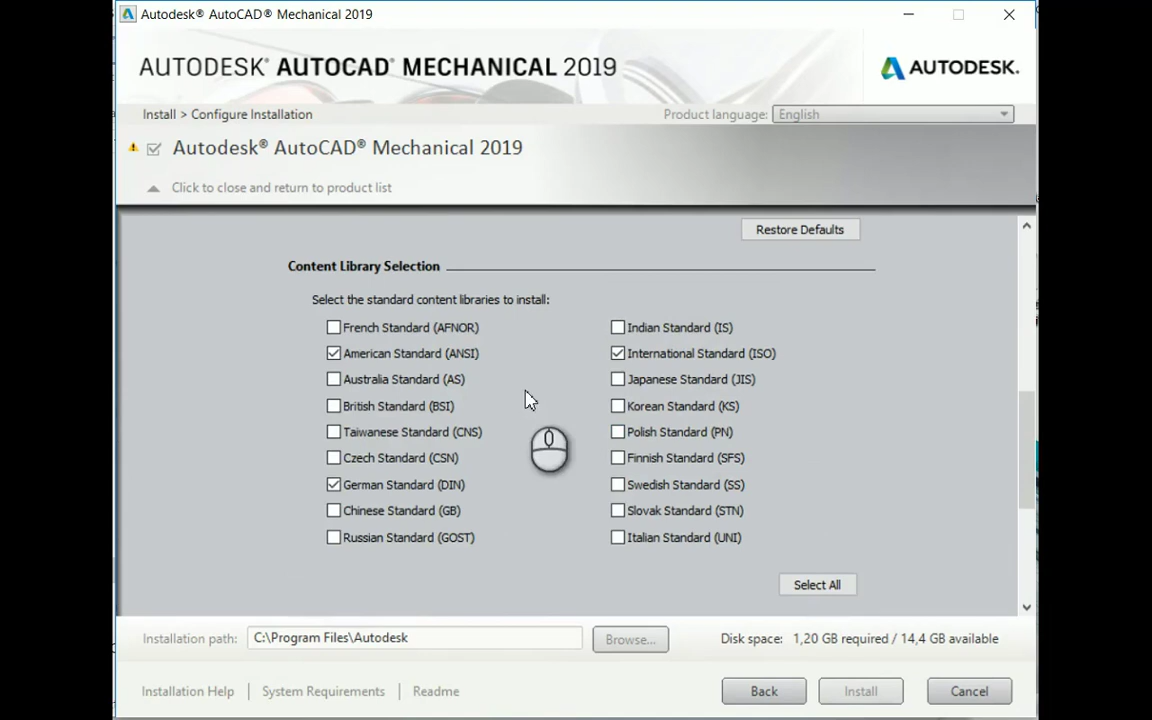 Autodesk® AutoCAD® Mechanical 2019
AUTODESK® AUTOCAD® MECHANICAL 2019
AUTODESK.
Install > Configure Installation
Product language: English
Autodesk® AutoCAD® Mechanical 2019
Click to close and return to product list
Restore Defaults
Content Library Selection
Select the standard content libraries to install:
French Standard (AFNOR)
Indian Standard (IS)
American Standard (ANSI)
International Standard (ISO)
Australia Standard (AS)
Japanese Standard (JIS)
British Standard (BSI)
Korean Standard (KS)
Taiwanese Standard (CNS)
Polish Standard (PN)
Czech Standard (CSN)
Finnish Standard (SFS)
German Standard (DIN)
Swedish Standard (SS)
Chinese Standard (GB)
Slovak Standard (STN)
Russian Standard (GOST)
Italian Standard (UNI)
Select All
Installation path: C:\Program Files\Autodesk Browse... Disk space: 1,20 GB required / 14,4 GB available
Installation Help | System Requirements | Readme Back Install Cancel